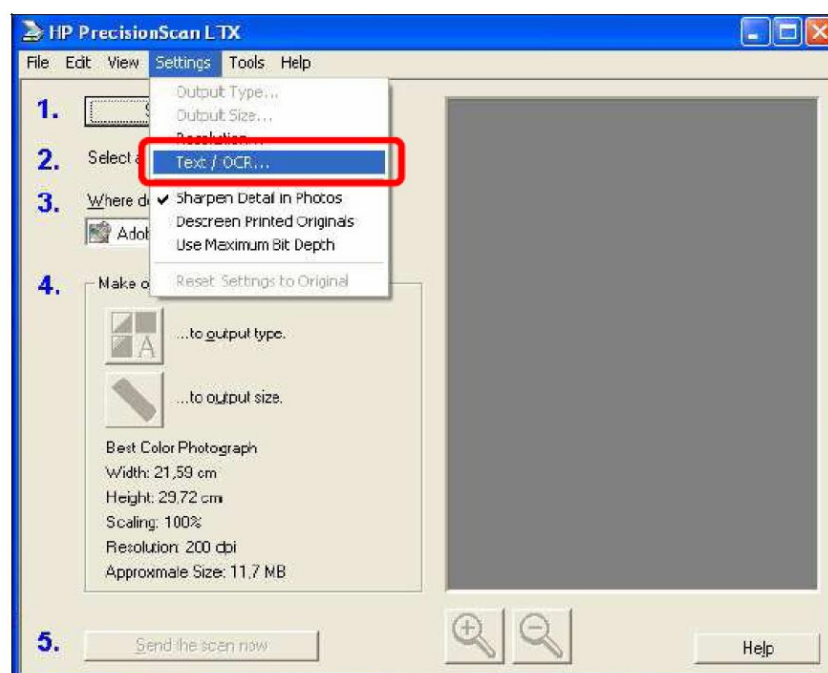 HP PrecisionScan LTX
File Edit View Settings Tools Help
Output Type...
1.
Output Size...
Resolution...
2. Select
Text / OCR...
3. Where
Sharpen Detail in Photos
Descreen Printed Originals
Use Maximum Bit Depth
4. Make
Reset Settings to Original
...to output type.
A
...to output size.
Best Color Photograph
Width: 21,59 cm
Height: 29,72 cm
Scaling: 100%
Resolution: 200 dpi
Approximate Size: 11,7 MB
5. Send the scan now
Help